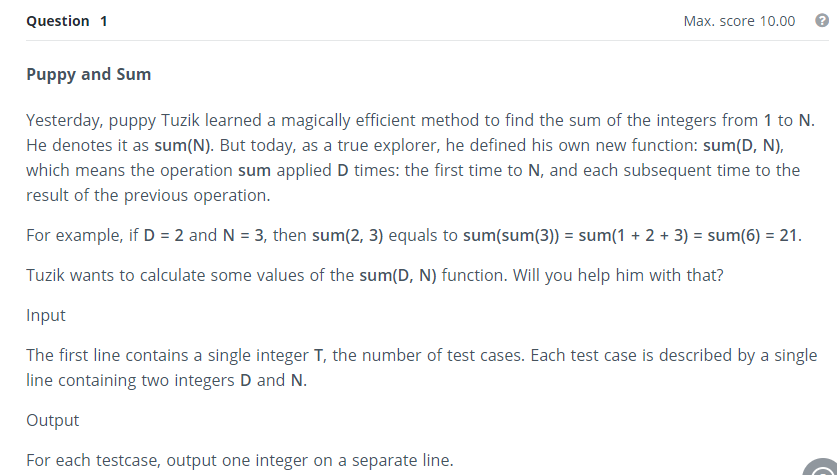 Question 1
Max. score 10.00
?
Puppy and Sum
Yesterday, puppy Tuzik learned a magically efficient method to find the sum of the integers from 1 to N.
He denotes it as sum(N). But today, as a true explorer, he defined his own new function: sum(D, N),
which means the operation sum applied D times: the first time to N, and each subsequent time to the
result of the previous operation.
For example, if D = 2 and N = 3, then sum(2, 3) equals to sum(sum(3)) = sum(1 + 2 + 3) = sum(6) = 21.
Tuzik wants to calculate some values of the sum(D, N) function. Will you help him with that?
Input
The first line contains a single integer T, the number of test cases. Each test case is described by a single
line containing two integers D and N.
Output
For each testcase, output one integer on a separate line.